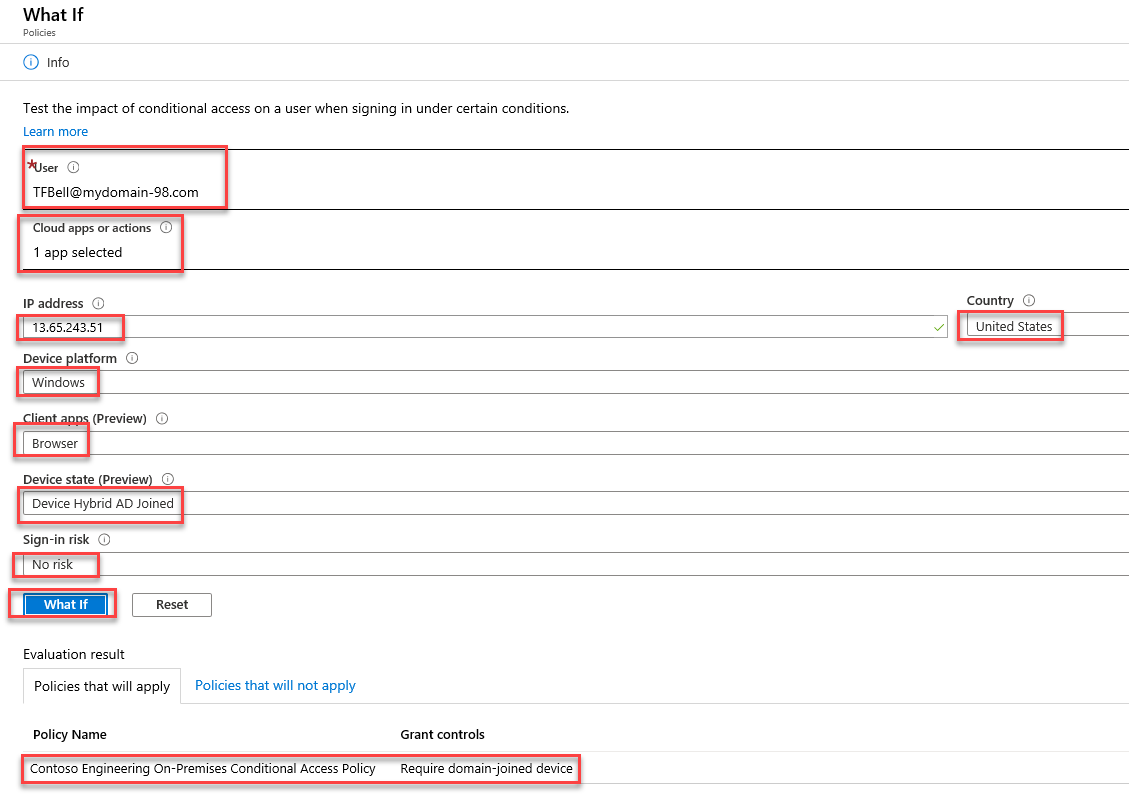 What If
Policies
Info
Test the impact of conditional access on a user when signing in under certain conditions.
Learn more
*User
TFBell@mydomain-98.com
Cloud apps or actions
1 app selected
IP address
Country
13.65.243.51
United States
Device platform
Windows
Client apps (Preview)
Browser
Device state (Preview)
Device Hybrid AD Joined
Sign-in risk
No risk
What If
Reset
Evaluation result
Policies that will apply
Policies that will not apply
Policy Name
Grant controls
Contoso Engineering On-Premises Conditional Access Policy
Require domain-joined device